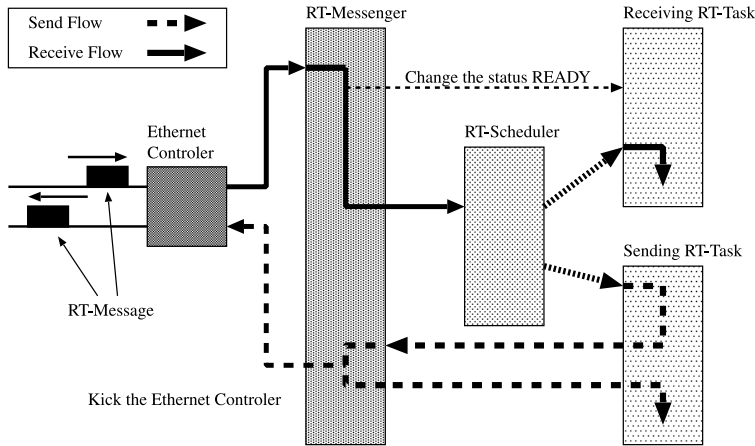 Send Flow
Receive Flow
RT-Messenger
Receiving RT-Task
Change the status READY
Ethernet
Controler
RT-Scheduler
Sending RT-Task
RT-Message
Kick the Ethernet Controler